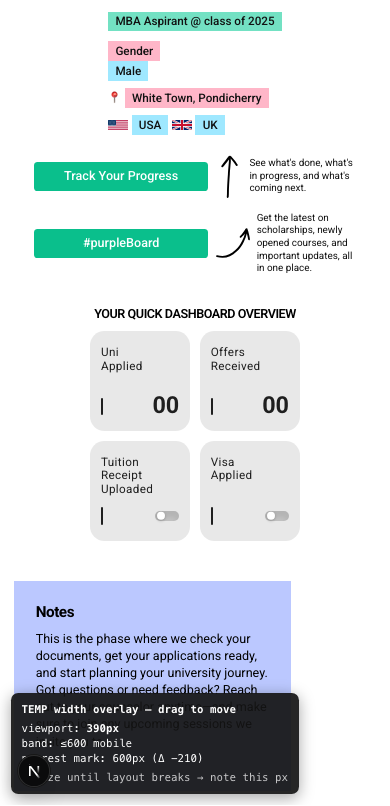 MBA Aspirant @ class of 2025
Gender
Male
White Town, Pondicherry
USA
UK
Track Your Progress
See what's done, what's
in progress, and what's
coming next.
#purpleBoard
Get the latest on
scholarships, newly
opened courses, and
important updates, all
in one place.
YOUR QUICK DASHBOARD OVERVIEW
Uni
Applied
00
Offers
Received
00
Tuition
Receipt
Uploaded
Visa
Applied
Notes
This is the phase where we check your
documents, get your applications ready,
and start planning your university journey.
Got questions or need feedback? Reach
TEMP width overlay — drag to move
viewport: 390px
band: ≤600 mobile
mark: 600px (Δ −210)
until layout breaks → note this px
N